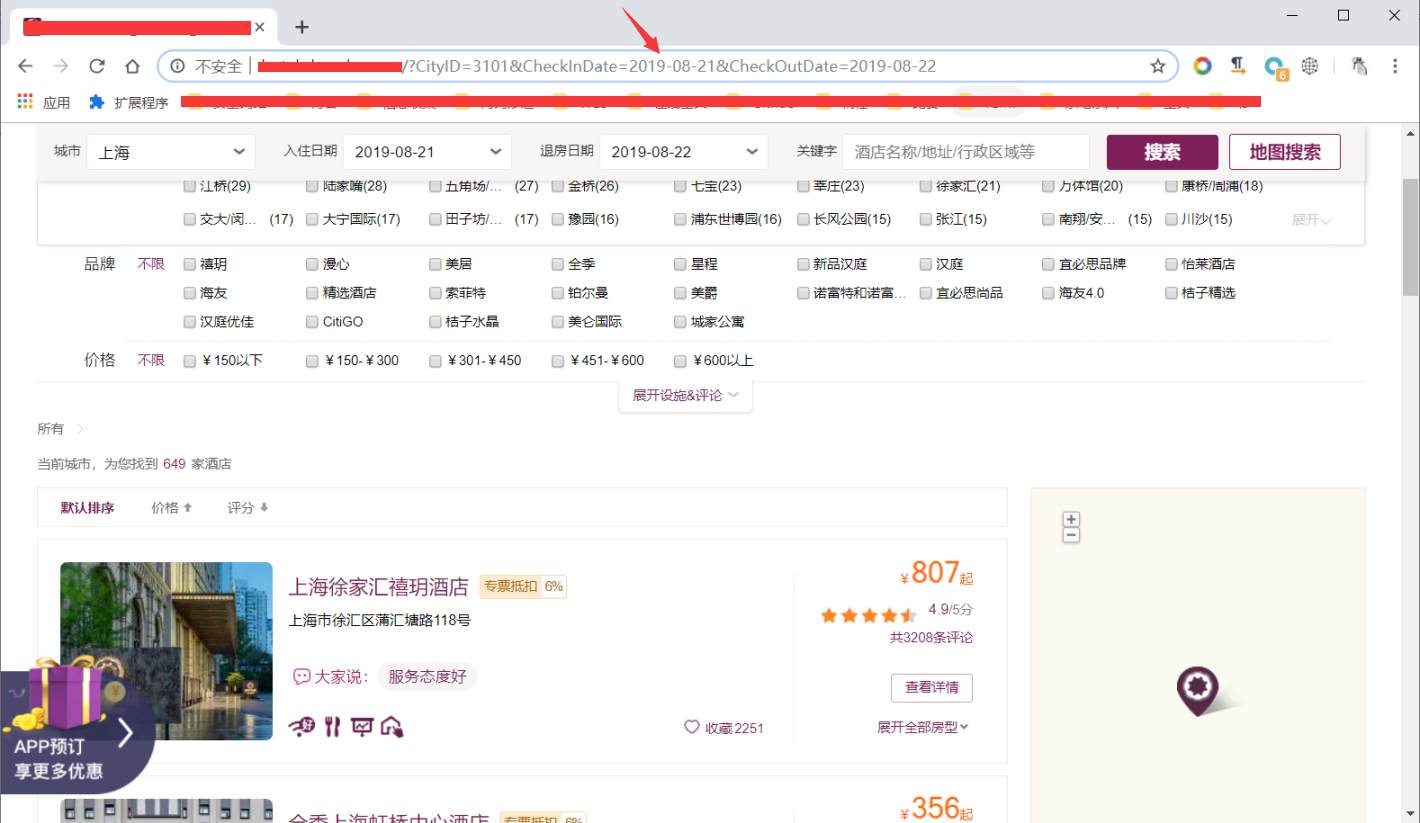 不安全 /?CityID=3101&CheckInDate=2019-08-21&CheckOutDate=2019-08-22 6
应用 扩展程序
城市 上海 入住日期 2019-08-21 退房日期 2019-08-22 关键字 酒店名称/地址/行政区域等 搜索 地图搜索
江桥(29) 陆家嘴(28) 五角场/... (27) 金桥(26) 七宝(23) 莘庄(23) 徐家汇(21) 万体馆(20) 康桥/周浦(18)
交大/闵... (17) 大宁国际(17) 田子坊/... (17) 豫园(16) 浦东世博园(16) 长风公园(15) 张江(15) 南翔/安... (15) 川沙(15) 展开
品牌 不限 禧玥 漫心 美居 全季 星程 新品汉庭 汉庭 宜必思品牌 怡莱酒店
海友 精选酒店 索菲特 铂尔曼 美爵 诺富特和诺富... 宜必思尚品 海友4.0 桔子精选
汉庭优佳 CitiGO 桔子水晶 美仑国际 城家公寓
价格 不限 ¥150以下 ¥150-¥300 ¥301-¥450 ¥451-¥600 ¥600以上
展开设施&评论
所有
当前城市，为您找到 649 家酒店
默认排序 价格 评分
上海徐家汇禧玥酒店 专票抵扣 6%
¥807起
上海市徐汇区蒲汇塘路118号
4.9/5分
共3208条评论
大家说： 服务态度好
查看详情
好 收藏2251 展开全部房型
APP预订
享更多优惠
全季上海虹桥中心酒店 专票抵扣 6%
¥356起